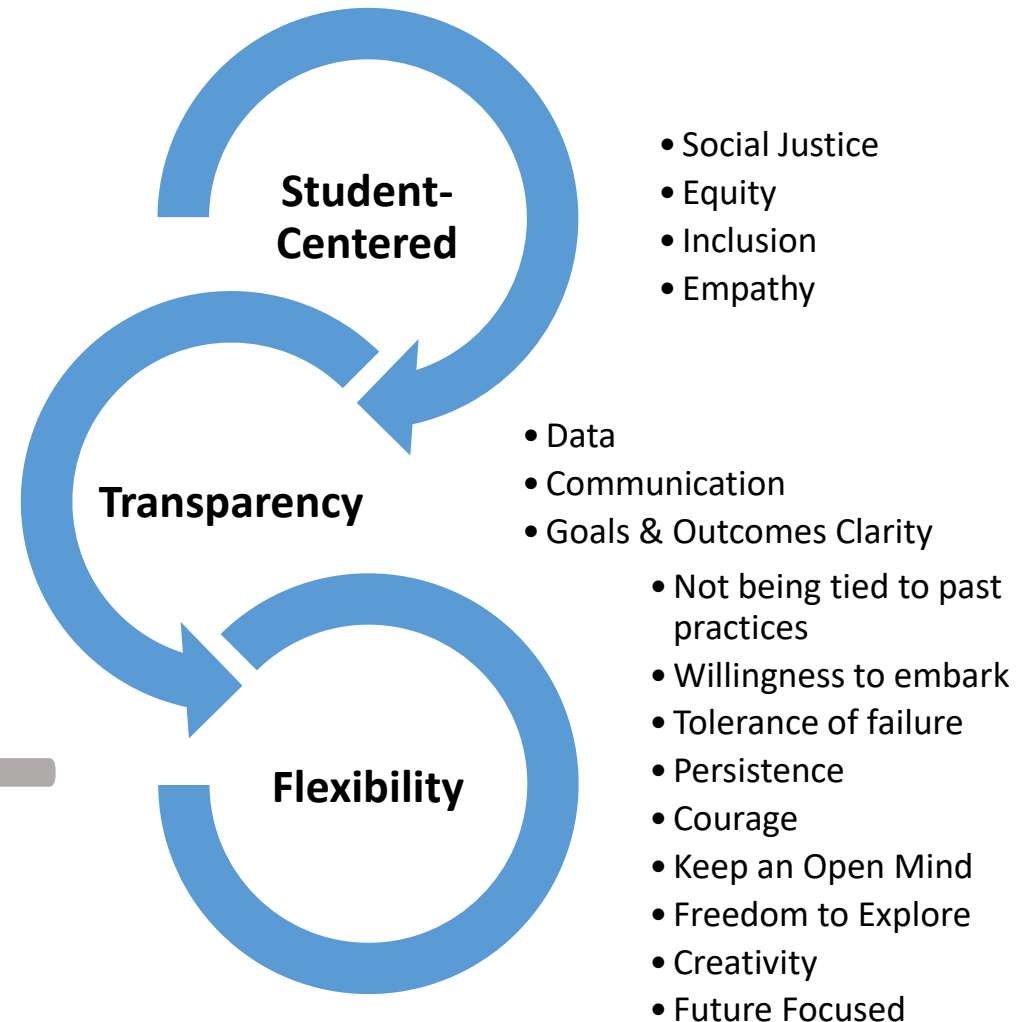 Student-
Centered
• Social Justice
• Equity
• Inclusion
• Empathy
Transparency
• Data
• Communication
• Goals & Outcomes Clarity
Flexibility
• Not being tied to past
practices
• Willingness to embark
• Tolerance of failure
• Persistence
• Courage
• Keep an Open Mind
• Freedom to Explore
• Creativity
• Future Focused